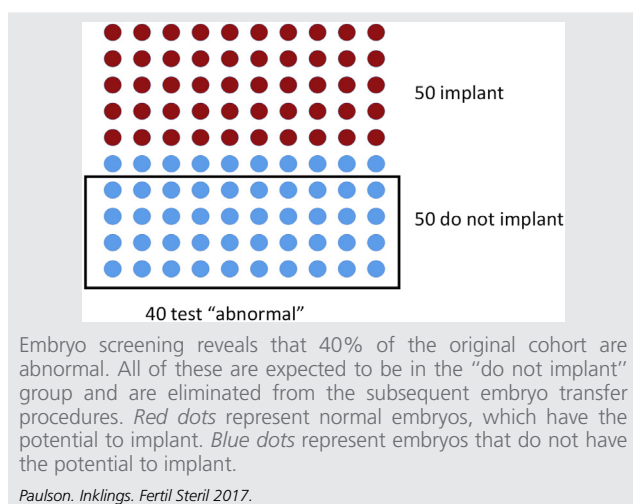 50 implant
50 do not implant
40 test “abnormal”
Embryo screening reveals that 40% of the original cohort are
abnormal. All of these are expected to be in the ‘‘do not implant’’
group and are eliminated from the subsequent embryo transfer
procedures. Red dots represent normal embryos, which have the
potential to implant. Blue dots represent embryos that do not have
the potential to implant.
Paulson. Inklings. Fertil Steril 2017.